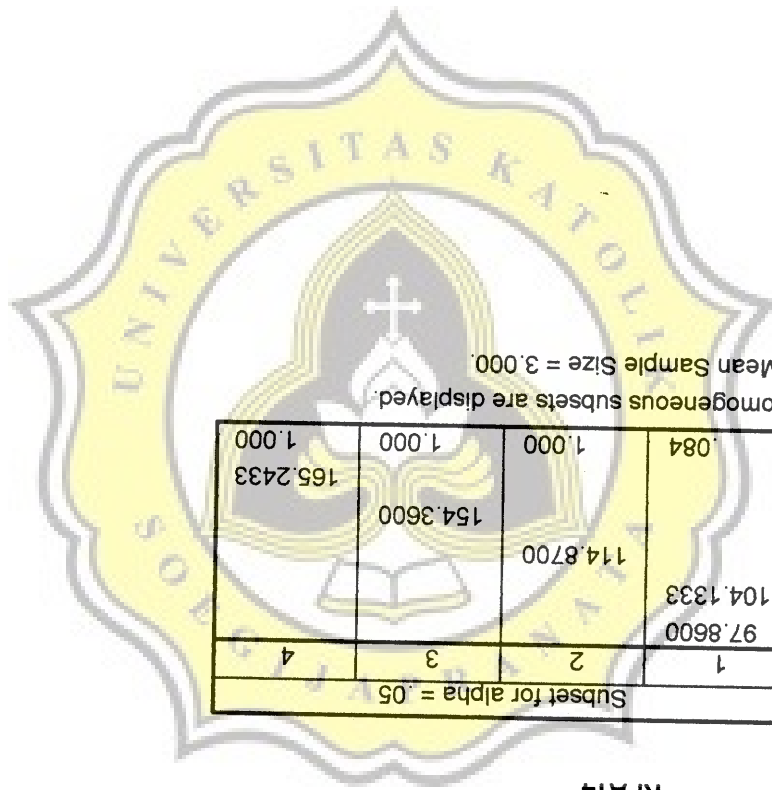 UNIVERSITAS KATOLIK
SOEGIJAPRANATA
Subset for alpha = .05
1 2 3 4
97.8600
104.1333
114.8700
154.3600
165.2433
.084 1.000 1.000 1.000
omogeneous subsets are displayed.
Mean Sample Size = 3.000.